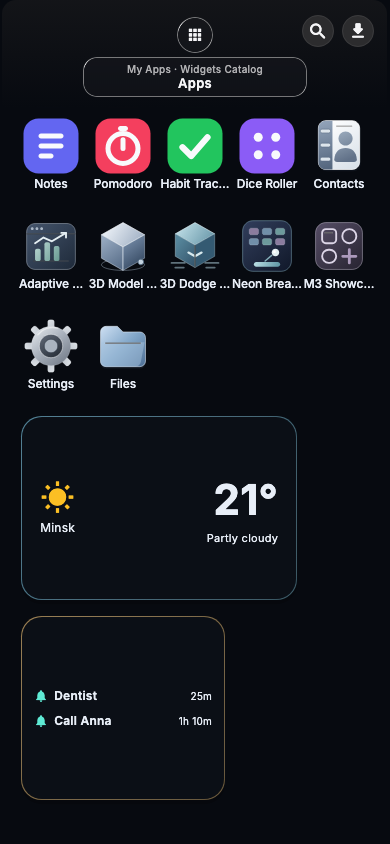 My Apps · Widgets Catalog
Apps
Notes
Pomodoro
Habit Trac...
Dice Roller
Contacts
Adaptive ...
3D Model ...
3D Dodge ...
Neon Brea...
M3 Showc...
Settings
Files
21°
Minsk
Partly cloudy
Dentist 25m
Call Anna 1h 10m